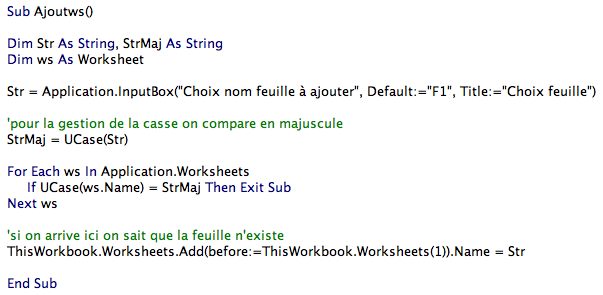 Sub Ajoutws()
Dim Str As String, StrMaj As String
Dim ws As Worksheet
Str = Application.InputBox("Choix nom feuille à ajouter", Default:="F1", Title:="Choix feuille")
'pour la gestion de la casse on compare en majuscule
StrMaj = UCase(Str)
For Each ws In Application.Worksheets
If UCase(ws.Name) = StrMaj Then Exit Sub
Next ws
'si on arrive ici on sait que la feuille n'existe
ThisWorkbook.Worksheets.Add(before:=ThisWorkbook.Worksheets(1)).Name = Str
End Sub